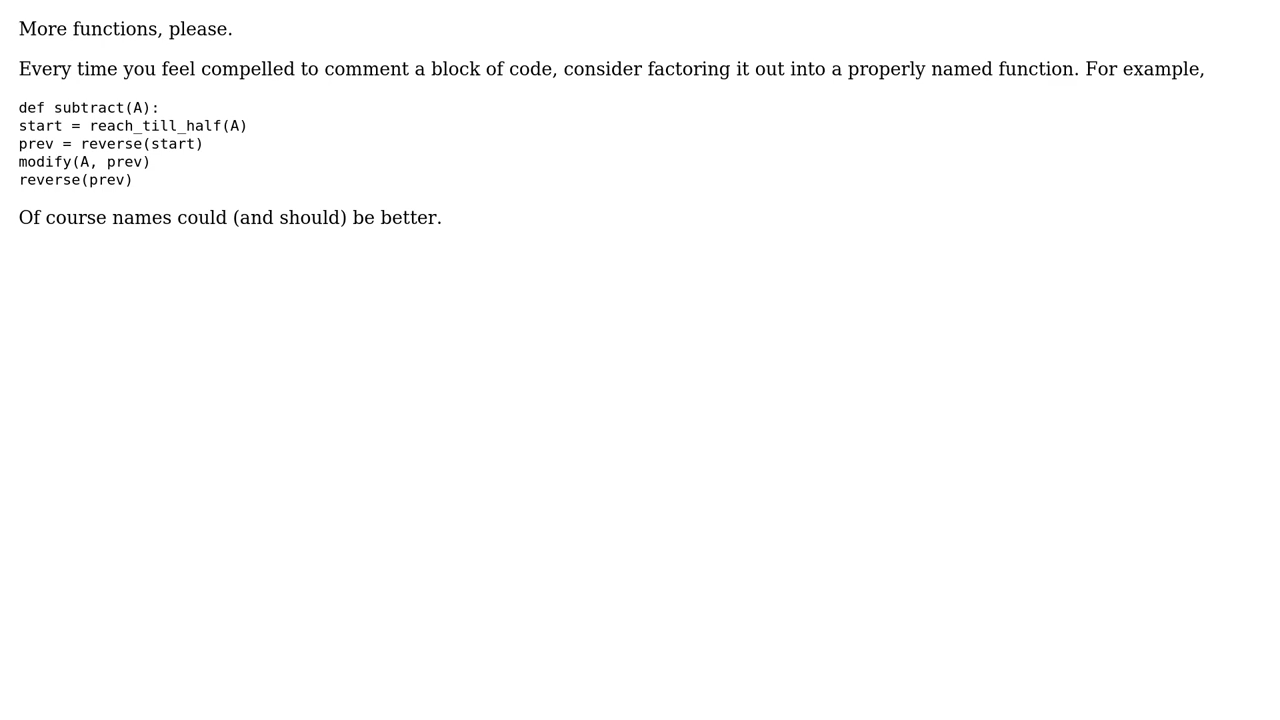 More functions, please.
Every time you feel compelled to comment a block of code, consider factoring it out into a properly named function. For example,
def subtract(A):
start = reach_till_half(A)
prev = reverse(start)
modify(A, prev)
reverse(prev)
Of course names could (and should) be better.